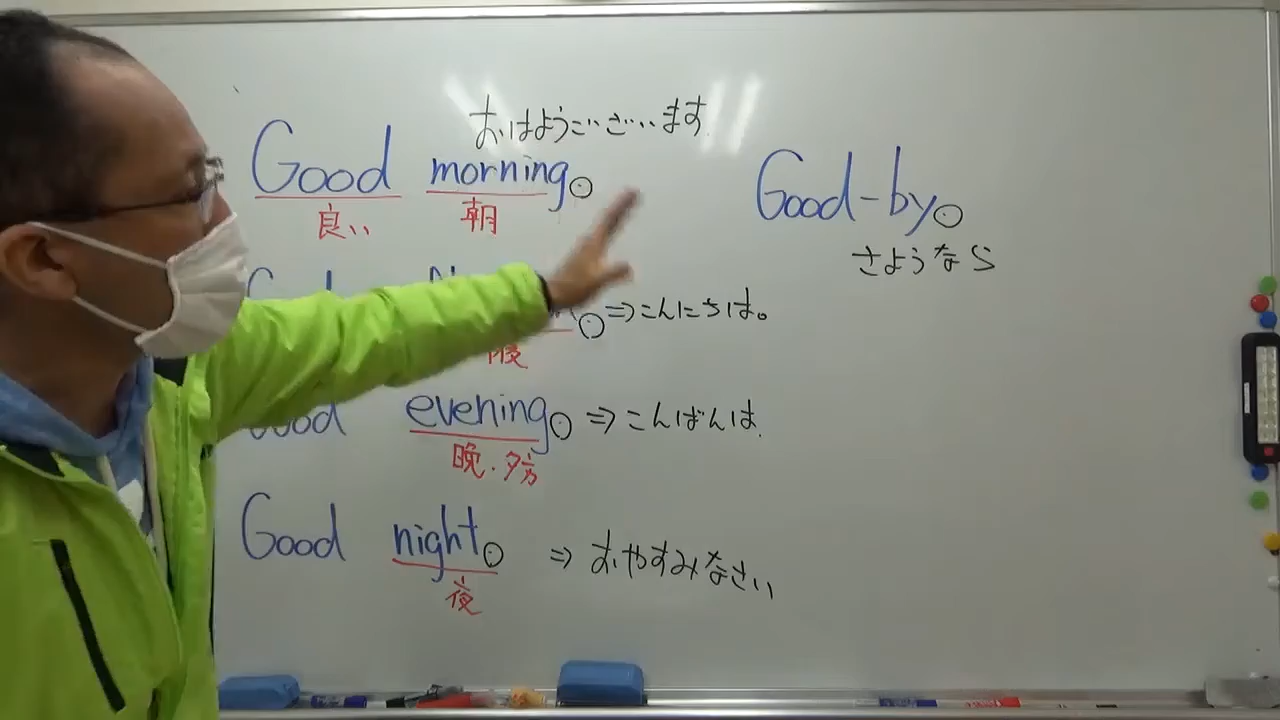 おはようございます.
Good morning.
良い 朝
Good-by.
さようなら
⇒こんにちは。
Good evening. ⇒こんばんは.
晩・夕方
Good night. ⇒おやすみなさい
夜